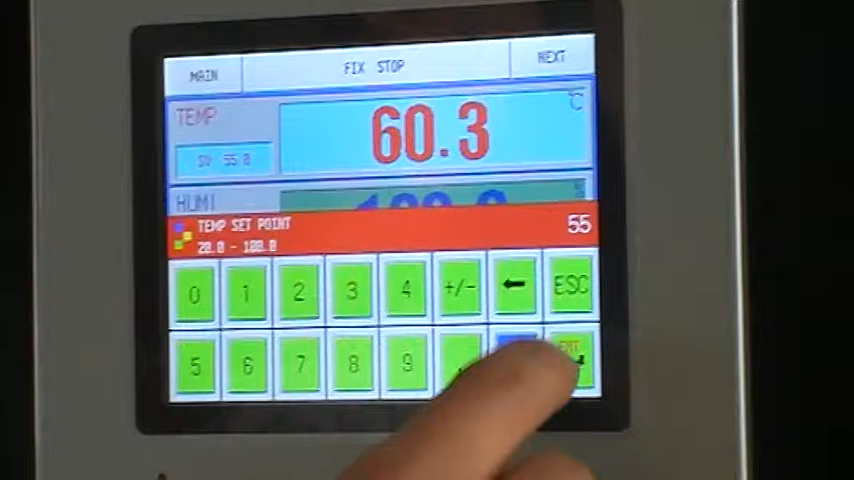 MAIN FIX STOP NEXT
TEMP
60.3
℃
SV 55.0
HUMI
TEMP SET POINT
55
20.0 - 100.0
0 1 2 3 4 +/- ← ESC
5 6 7 8 9 .